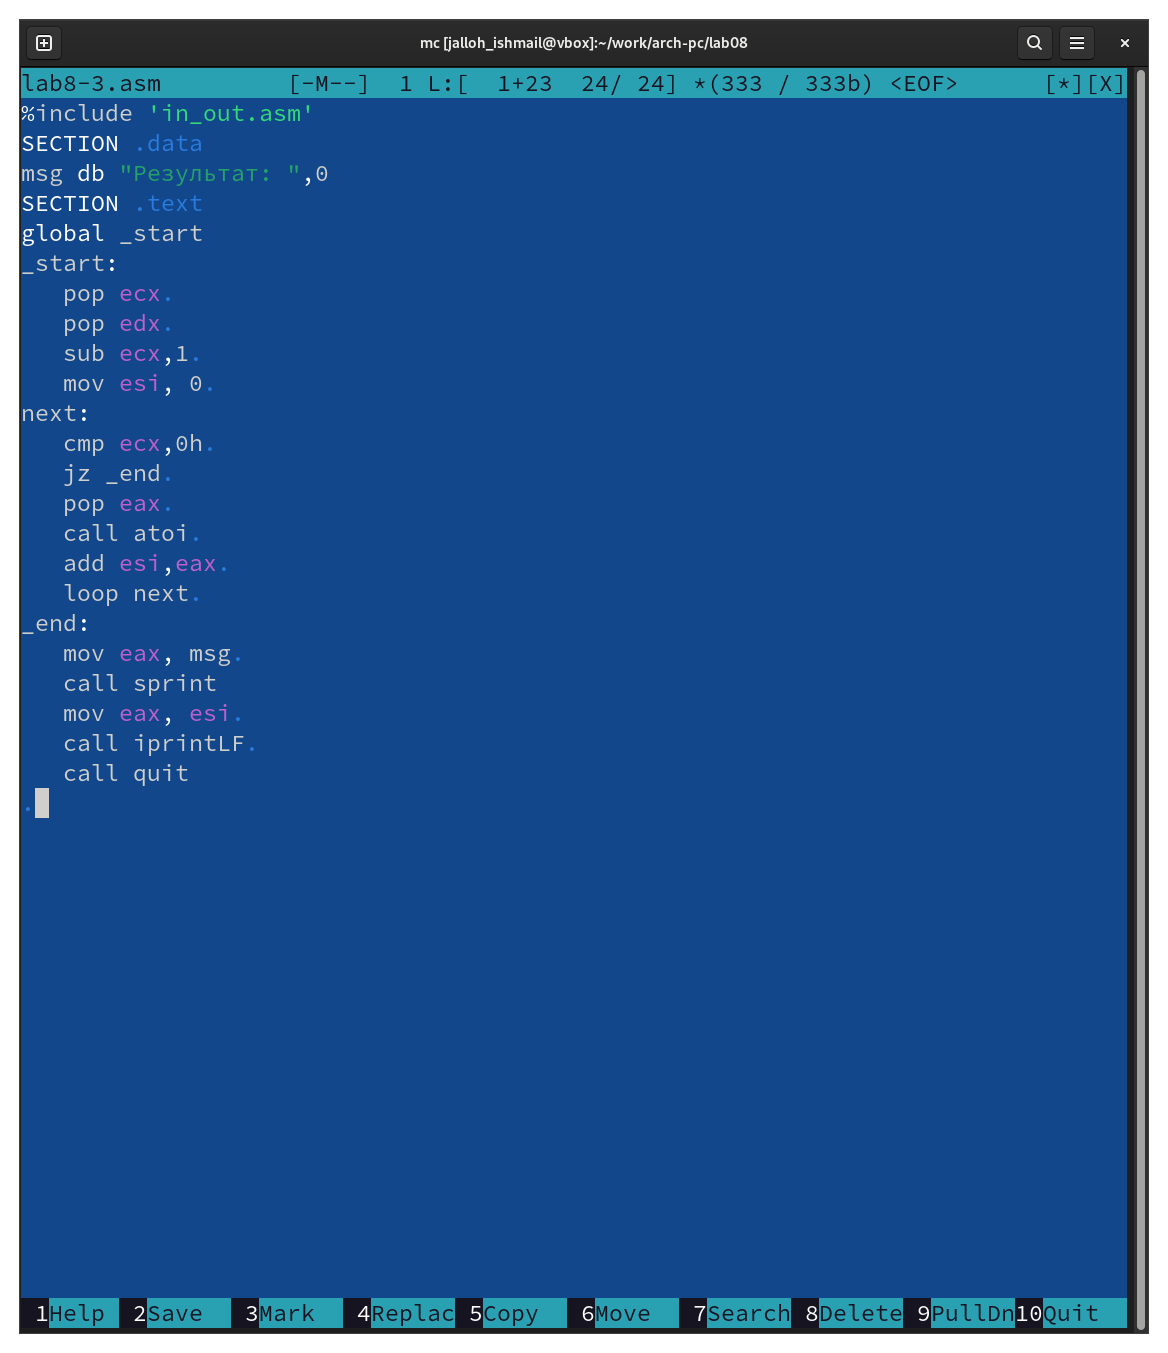 mc [jalloh_ishmail@vbox]:~/work/arch-pc/lab08
lab8-3.asm [-M--] 1 L:[ 1+23 24/ 24] *(333 / 333b) <EOF> [*][X]
%include 'in_out.asm'
SECTION .data
msg db "Результат: ",0
SECTION .text
global _start
_start:
pop ecx.
pop edx.
sub ecx,1.
mov esi, 0.
next:
cmp ecx,0h.
jz _end.
pop eax.
call atoi.
add esi,eax.
loop next.
_end:
mov eax, msg.
call sprint
mov eax, esi.
call iprintLF.
call quit
.
1Help 2Save 3Mark 4Replac 5Copy 6Move 7Search 8Delete 9PullDn 10Quit